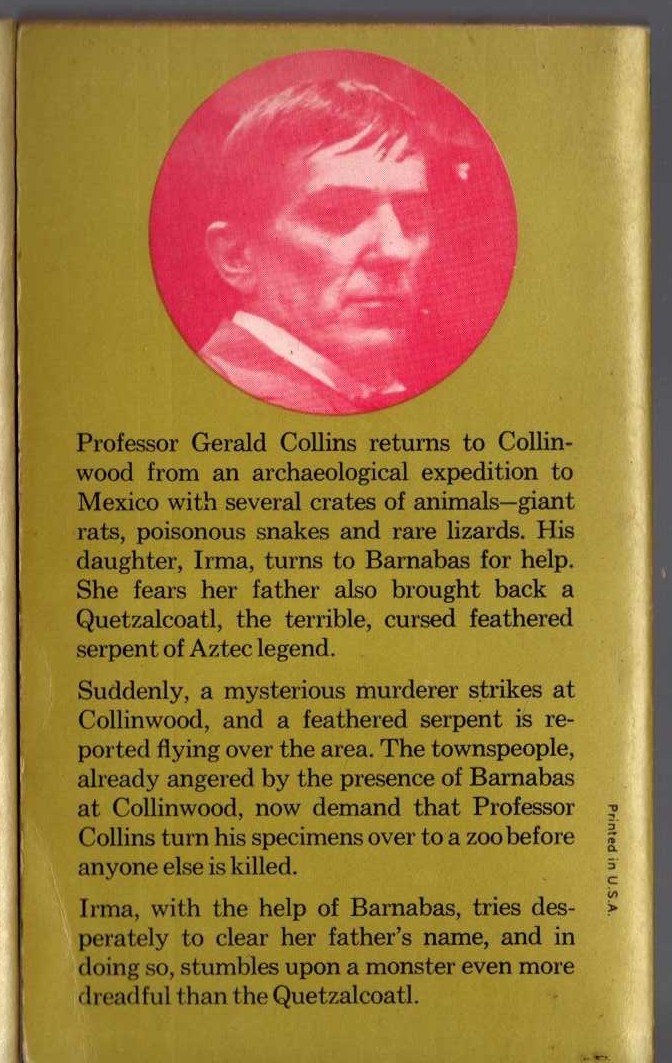 Professor Gerald Collins returns to Collin-
wood from an archaeological expedition to
Mexico with several crates of animals—giant
rats, poisonous snakes and rare lizards. His
daughter, Irma, turns to Barnabas for help.
She fears her father also brought back a
Quetzalcoatl, the terrible, cursed feathered
serpent of Aztec legend.
Suddenly, a mysterious murderer strikes at
Collinwood, and a feathered serpent is re-
ported flying over the area. The townspeople,
already angered by the presence of Barnabas
at Collinwood, now demand that Professor
Collins turn his specimens over to a zoo before
anyone else is killed.
Irma, with the help of Barnabas, tries des-
perately to clear her father's name, and in
doing so, stumbles upon a monster even more
dreadful than the Quetzalcoatl.
Printed in U.S.A.